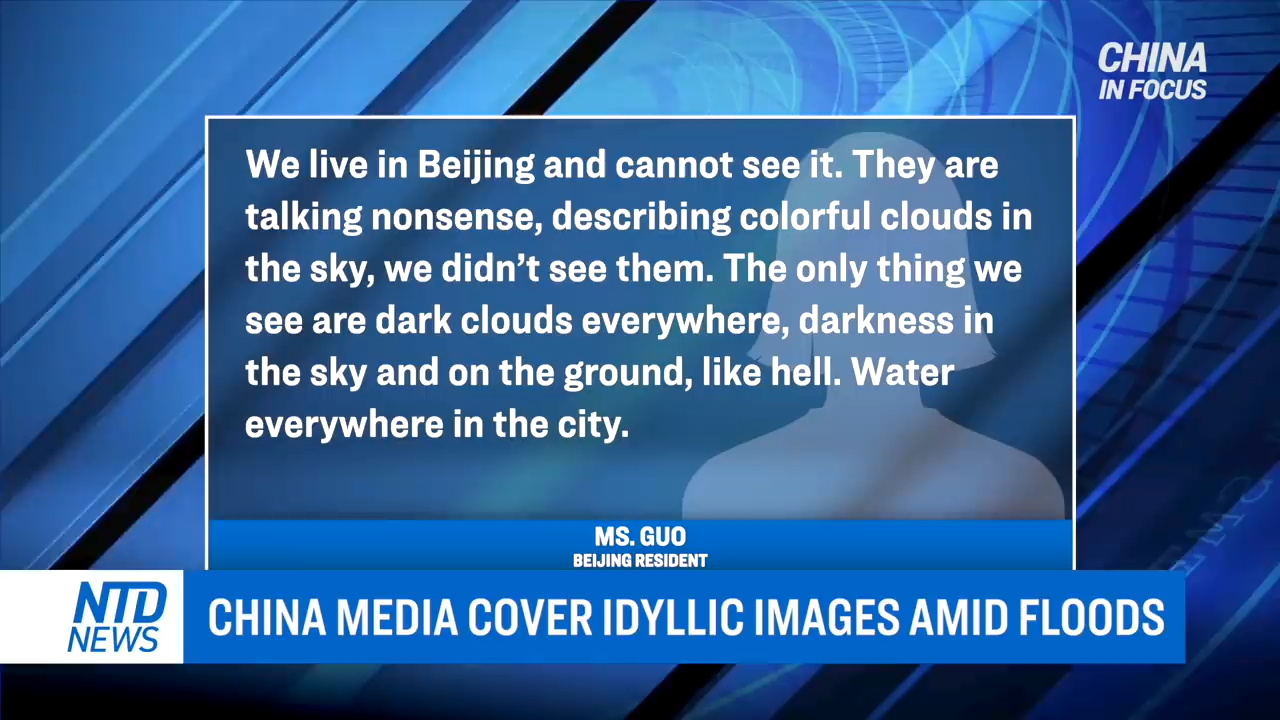 CHINA
IN FOCUS
We live in Beijing and cannot see it. They are
talking nonsense, describing colorful clouds in
the sky, we didn't see them. The only thing we
see are dark clouds everywhere, darkness in
the sky and on the ground, like hell. Water
everywhere in the city.
MS. GUO
BEIJING RESIDENT
NTD
NEWS
CHINA MEDIA COVER IDYLLIC IMAGES AMID FLOODS